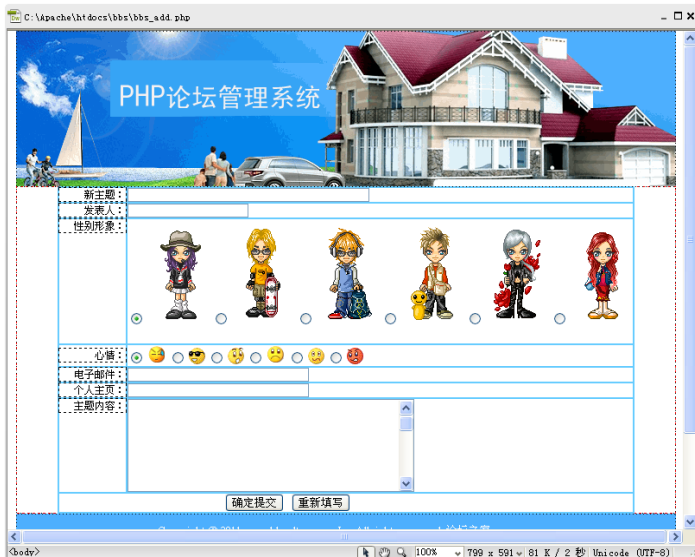 C:\Apache\htdocs\bbs\bbs_add.php
PHP论坛管理系统
新主题：
发表人：
性别形象：
心情：
电子邮件：
个人主页：
主题内容：
确定提交 重新填写
<body> 100% 799 x 591 81 K / 2 秒 Unicode (UTF-8)